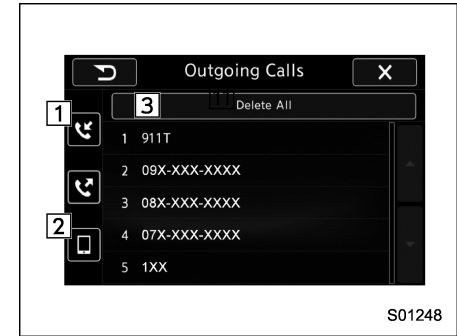 Outgoing Calls
X
1
3
Delete All
1 911T
2 09X-XXX-XXXX
3 08X-XXX-XXXX
2
4 07X-XXX-XXXX
5 1XX
S01248